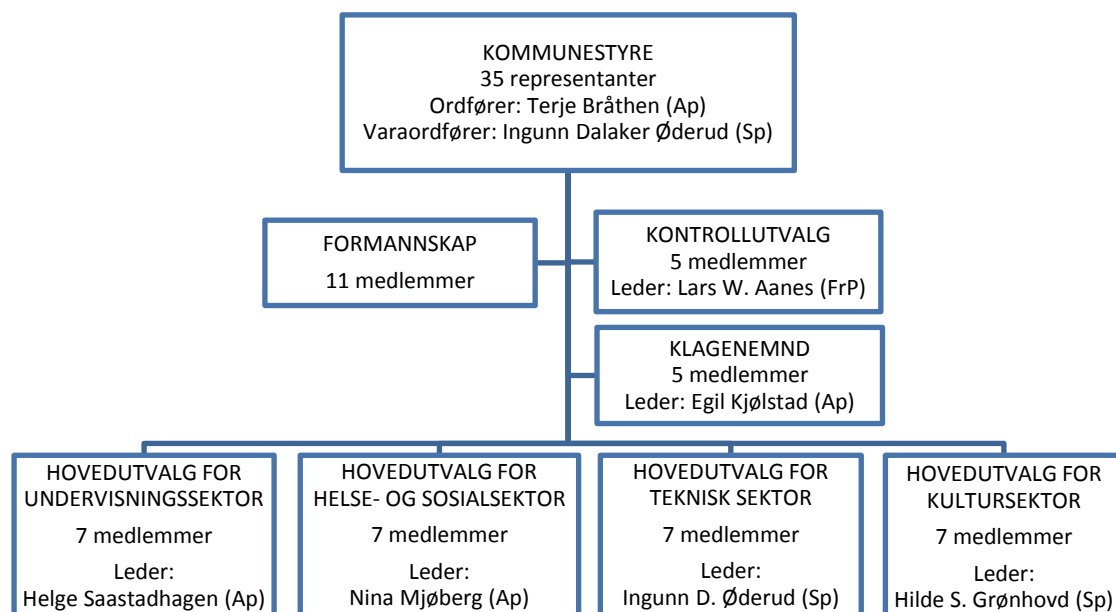 KOMMUNESTYRE
35 representanter
Ordfører: Terje Bråthen (Ap)
Varaordfører: Ingunn Dalaker Øderud (Sp)
FORMANNSKAP
11 medlemmer
KONTROLLUTVALG
5 medlemmer
Leder: Lars W. Aanes (FrP)
KLAGENEMND
5 medlemmer
Leder: Egil Kjølstad (Ap)
HOVEDUTVALG FOR
UNDERVISNINGSSEKTOR
7 medlemmer
Leder:
Helge Saastadhagen (Ap)
HOVEDUTVALG FOR
HELSE- OG SOSIALSEKTOR
7 medlemmer
Leder:
Nina Mjøberg (Ap)
HOVEDUTVALG FOR
TEKNISK SEKTOR
7 medlemmer
Leder:
Ingunn D. Øderud (Sp)
HOVEDUTVALG FOR
KULTURSEKTOR
7 medlemmer
Leder:
Hilde S. Grønhovd (Sp)